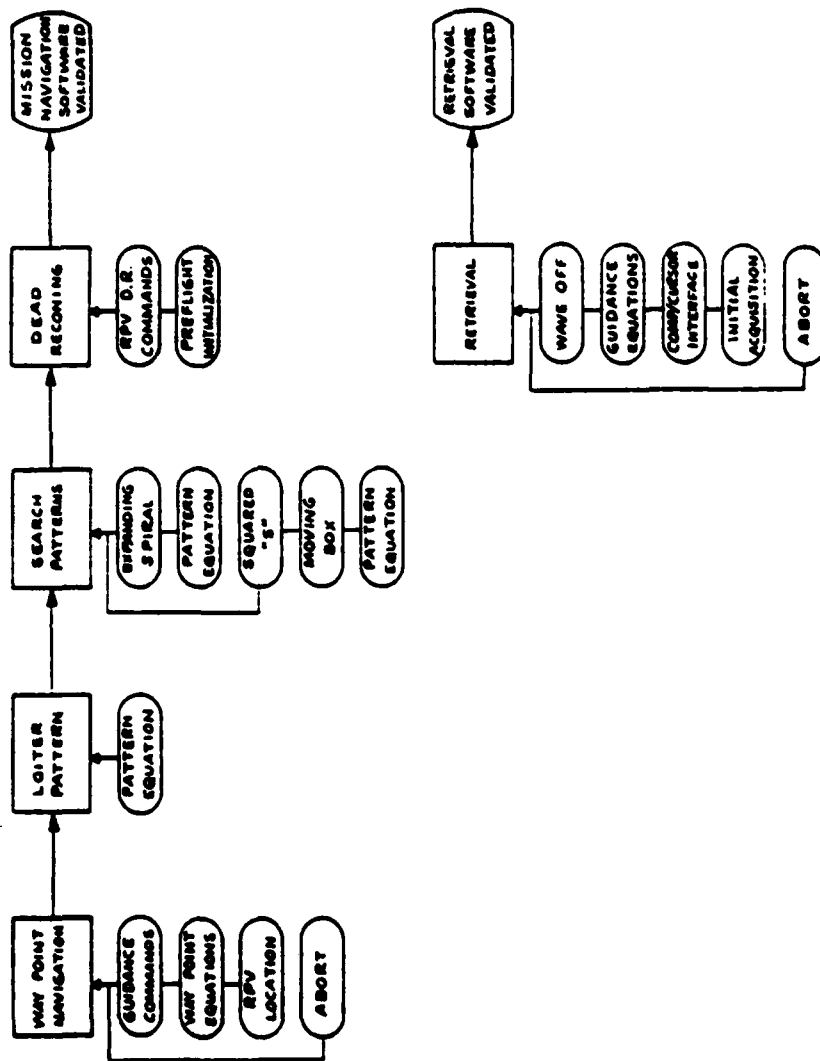 WAY POINT
NAVIGATION
GUIDANCE
COMMANDS
WAY POINT
EQUATIONS
RPV
LOCATION
ABORT
LOITER
PATTERN
PATTERN
EQUATION
SEARCH
PATTERNS
EXPANDING
SPIRAL
PATTERN
EQUATION
SQUARED
"S"
MOVING
BOX
PATTERN
EQUATION
DEAD
RECONING
RPV D.R.
COMMANDS
PREFLIGHT
INITIALIZATION
MISSION
NAVIGATION
SOFTWARE
VALIDATED
RETRIEVAL
WAVE OFF
GUIDANCE
EQUATIONS
COMP/CURSOR
INTERFACE
INITIAL
ACQUISITION
ABORT
RETRIEVAL
SOFTWARE
VALIDATED